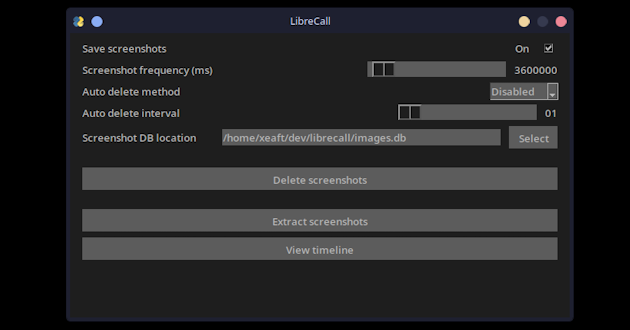 LibreCall
Save screenshots On
Screenshot frequency (ms) 3600000
Auto delete method Disabled
Auto delete interval 01
Screenshot DB location /home/xeaft/dev/librecall/images.db Select
Delete screenshots
Extract screenshots
View timeline